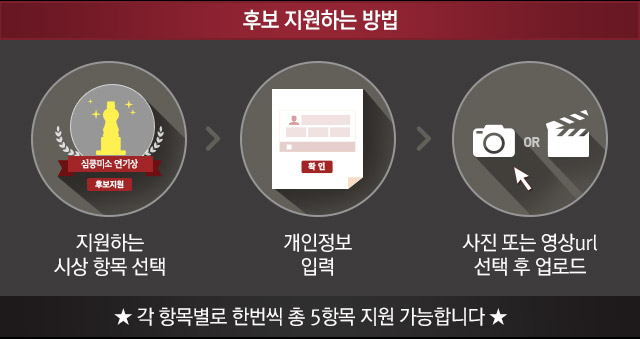 후보 지원하는 방법
심쿵미소 연기상
후보지원
확 인
OR
지원하는
시상 항목 선택
개인정보
입력
사진 또는 영상url
선택 후 업로드
★ 각 항목별로 한번씩 총 5항목 지원 가능합니다 ★